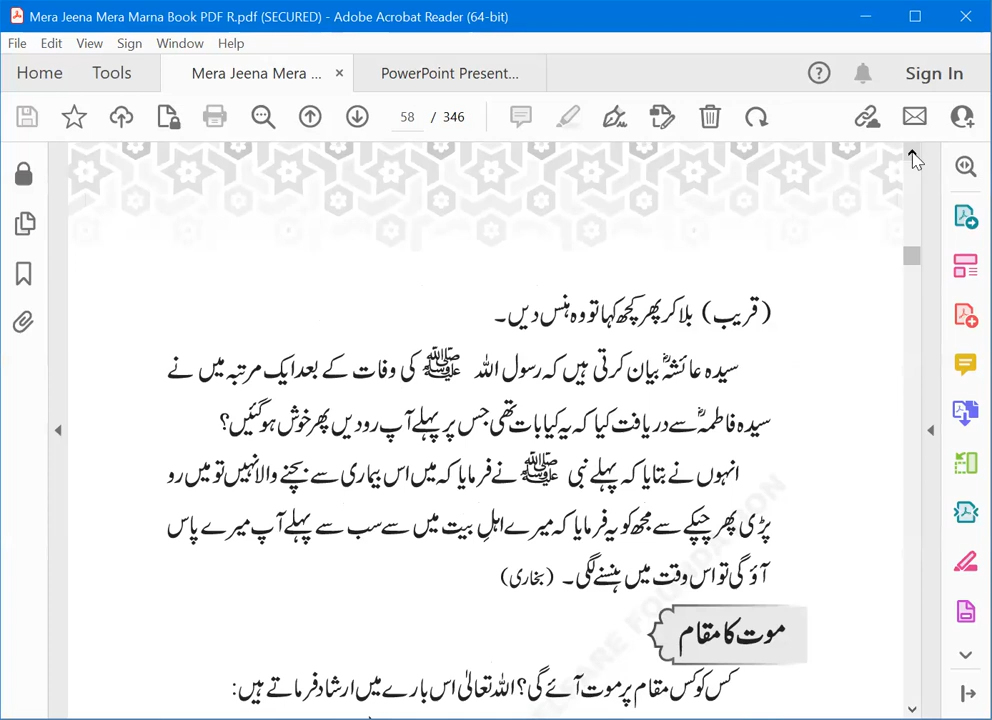 Mera Jeena Mera Marna Book PDF R.pdf (SECURED) - Adobe Acrobat Reader (64-bit)
File Edit View Sign Window Help
Home Tools Mera Jeena Mera ... × PowerPoint Present... Sign In
58 / 346
(قریب) بلا کر پھر کچھ کہا تو وہ ہنس دیں۔
سیدہ عائشہؓ بیان کرتی ہیں کہ رسول اللہ ﷺ کی وفات کے بعد ایک مرتبہ میں نے
سیدہ فاطمہؓ سے دریافت کیا کہ یہ کیا بات تھی جس پر پہلے آپ رو دیں پھر خوش ہو گئیں؟
انہوں نے بتایا کہ پہلے نبی ﷺ نے فرمایا کہ میں اس بیماری سے بچنے والا نہیں تو میں رو
پڑی پھر چپکے سے مجھ کو یہ فرمایا کہ میرے اہلِ بیت میں سے سب سے پہلے آپ میرے پاس
آؤ گی تو اس وقت میں ہنسنے لگی۔ (بخاری)
موت کا مقام
کس کو کس مقام پر موت آئے گی؟ اللہ تعالیٰ اس بارے میں ارشاد فرماتے ہیں: